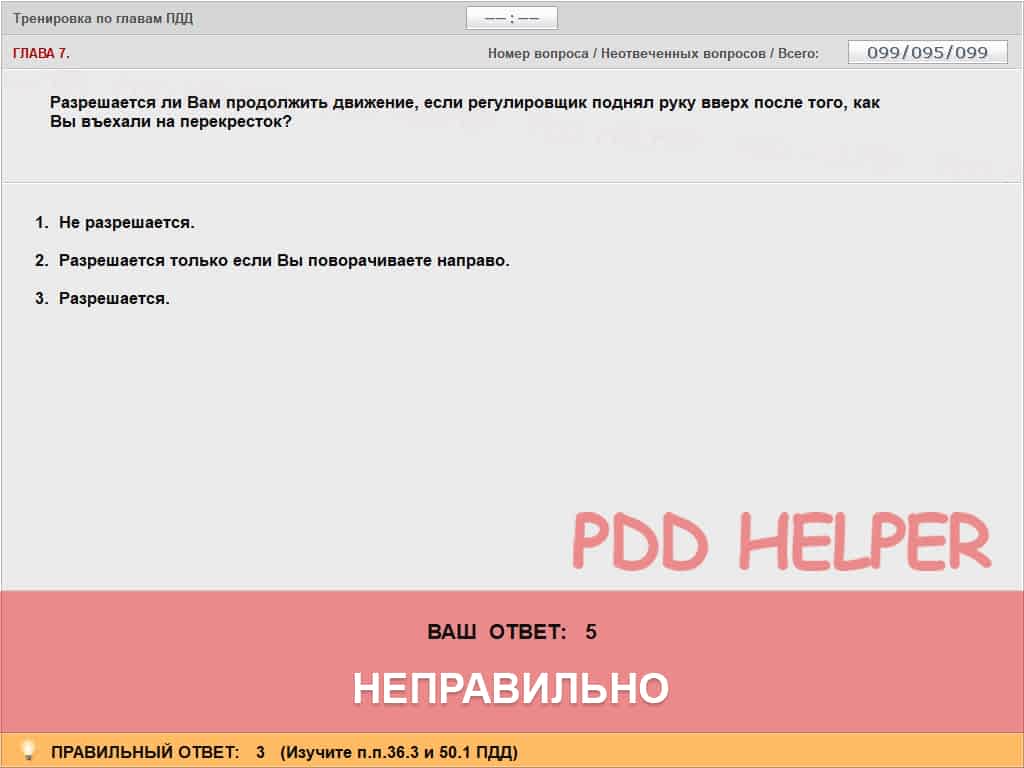 Тренировка по главам ПДД
–– : ––
ГЛАВА 7.
Номер вопроса / Неотвеченных вопросов / Всего: 099/095/099
Разрешается ли Вам продолжить движение, если регулировщик поднял руку вверх после того, как
Вы въехали на перекресток?
1. Не разрешается.
2. Разрешается только если Вы поворачиваете направо.
3. Разрешается.
PDD HELPER
ВАШ ОТВЕТ: 5
НЕПРАВИЛЬНО
ПРАВИЛЬНЫЙ ОТВЕТ: 3 (Изучите п.п.36.3 и 50.1 ПДД)